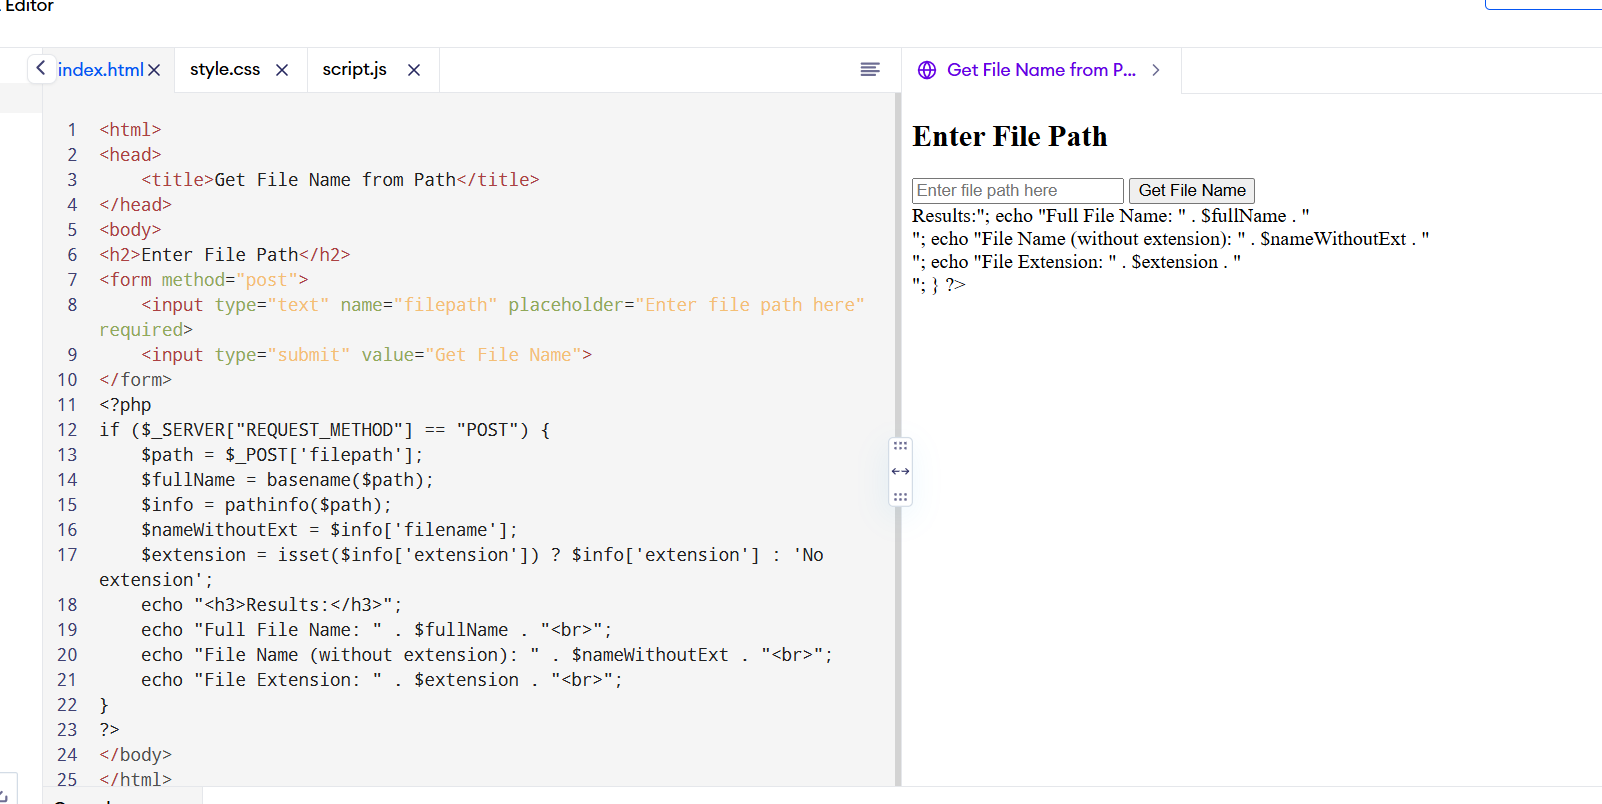 Editor
index.html
style.css
script.js
Get File Name from P...
1 <html>
2 <head>
3     <title>Get File Name from Path</title>
4 </head>
5 <body>
6 <h2>Enter File Path</h2>
7 <form method="post">
8     <input type="text" name="filepath" placeholder="Enter file path here"
required>
9     <input type="submit" value="Get File Name">
10 </form>
11 <?php
12 if ($_SERVER["REQUEST_METHOD"] == "POST") {
13     $path = $_POST['filepath'];
14     $fullName = basename($path);
15     $info = pathinfo($path);
16     $nameWithoutExt = $info['filename'];
17     $extension = isset($info['extension']) ? $info['extension'] : 'No
extension';
18     echo "<h3>Results:</h3>";
19     echo "Full File Name: " . $fullName . "<br>";
20     echo "File Name (without extension): " . $nameWithoutExt . "<br>";
21     echo "File Extension: " . $extension . "<br>";
22 }
23 ?>
24 </body>
25 </html>
Enter File Path
Enter file path here
Get File Name
Results:"; echo "Full File Name: " . $fullName . "
"; echo "File Name (without extension): " . $nameWithoutExt . "
"; echo "File Extension: " . $extension . "
"; } ?>